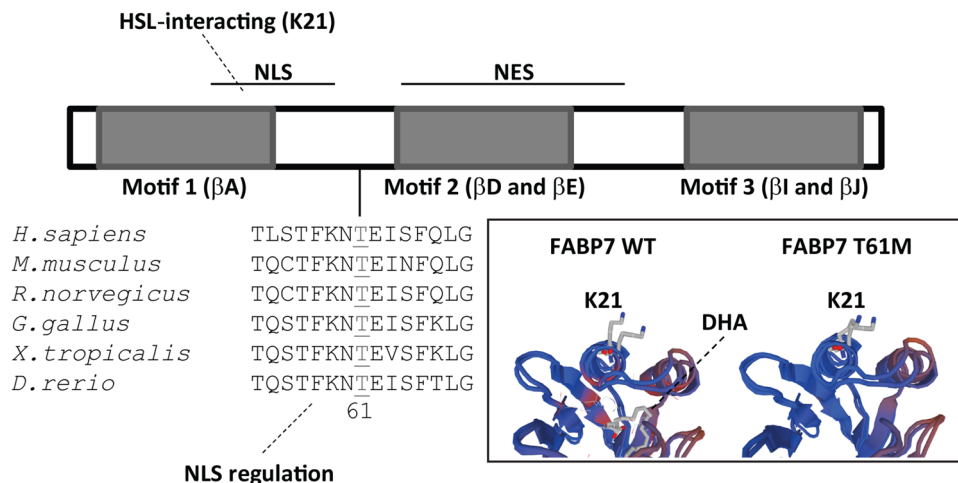 HSL-interacting (K21)
NLS
NES
Motif 1 (βA)
Motif 2 (βD and βE)
Motif 3 (βI and βJ)
H.sapiens TLSTFKNTEISFQLG
M.musculus TQCTFKNTEINFQLG
R.norvegicus TQCTFKNTEISFQLG
G.gallus TQSTFKNTEISFKLG
X.tropicalis TQSTFKNTEVSFKLG
D.rerio TQSTFKNTEISFTLG
61
NLS regulation
FABP7 WT
FABP7 T61M
K21
K21
DHA